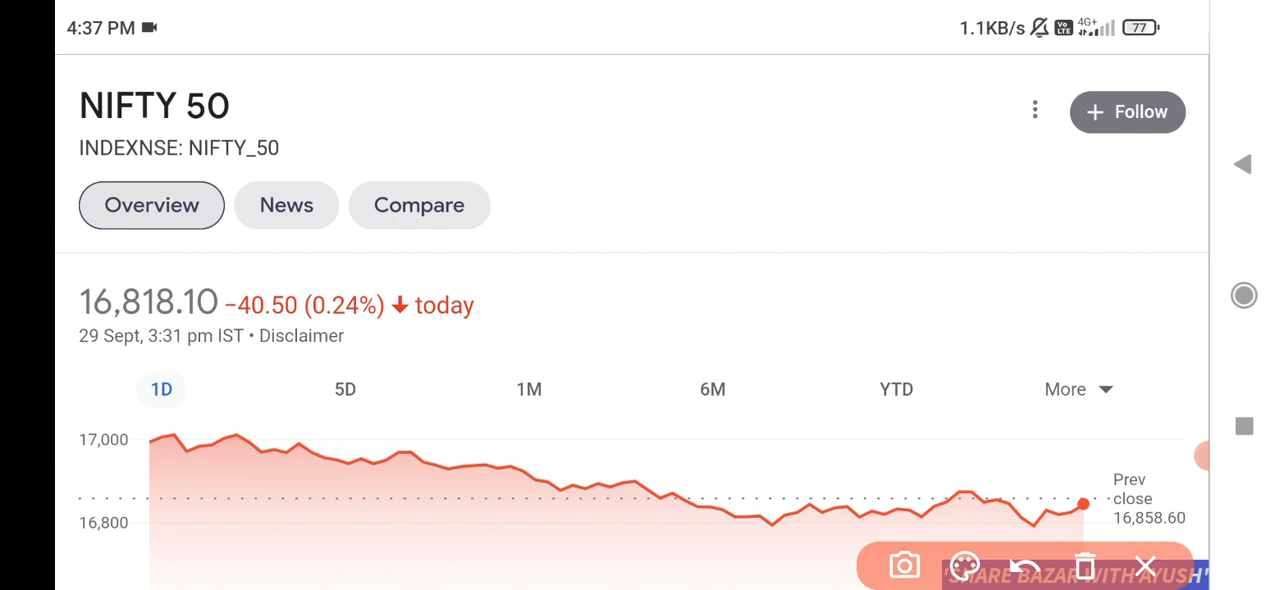 4:37 PM 1.1KB/s Vo LTE 4G+ 77
NIFTY 50
+ Follow
INDEXNSE: NIFTY_50
Overview News Compare
16,818.10 −40.50 (0.24%) ↓ today
29 Sept, 3:31 pm IST • Disclaimer
1D 5D 1M 6M YTD More
17,000
16,800
Prev
close
16,858.60
'SHARE BAZAR WITH AYUSH'